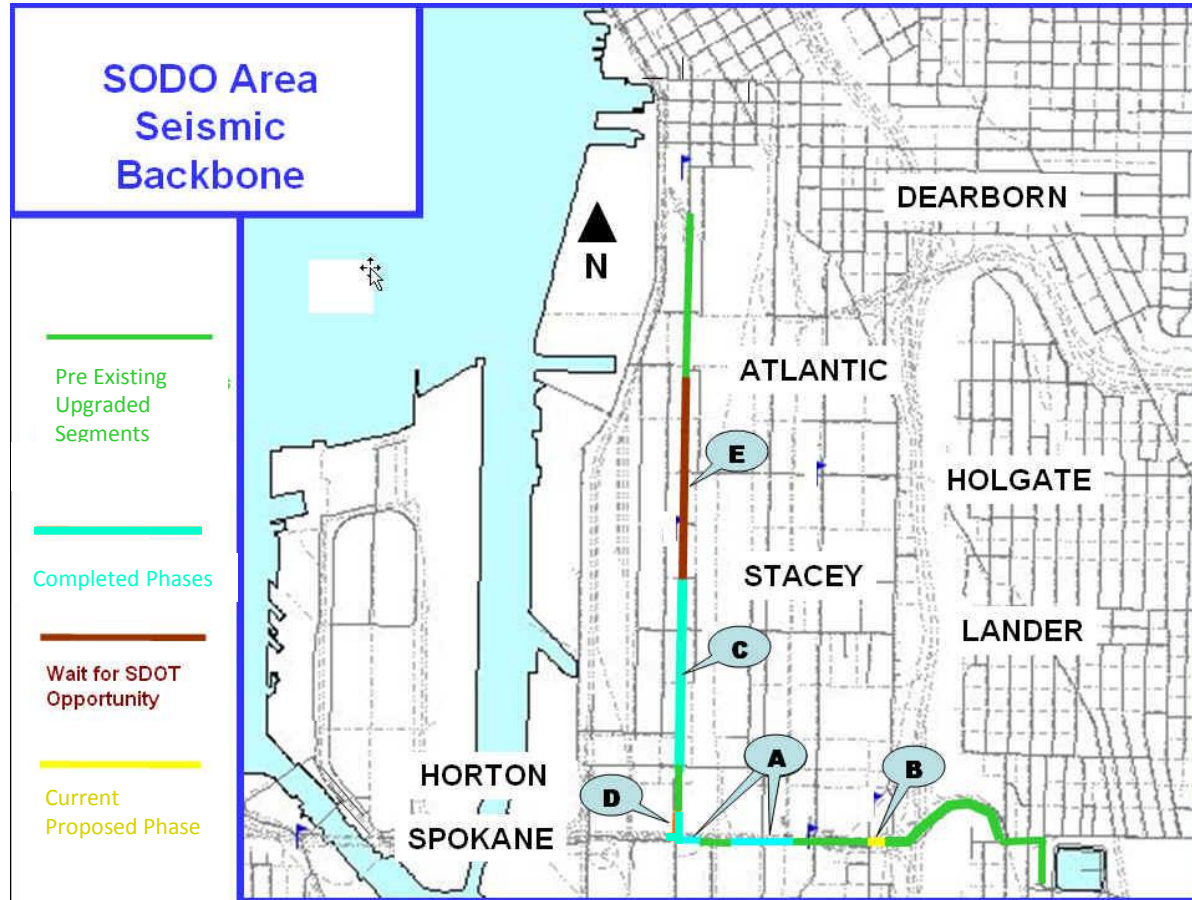 SODO Area
Seismic
Backbone
DEARBORN
N
Pre Existing
Upgraded
Segments
ATLANTIC
E
HOLGATE
Completed Phases
STACEY
LANDER
Wait for SDOT
Opportunity
C
HORTON
A
B
D
Current
Proposed Phase
SPOKANE